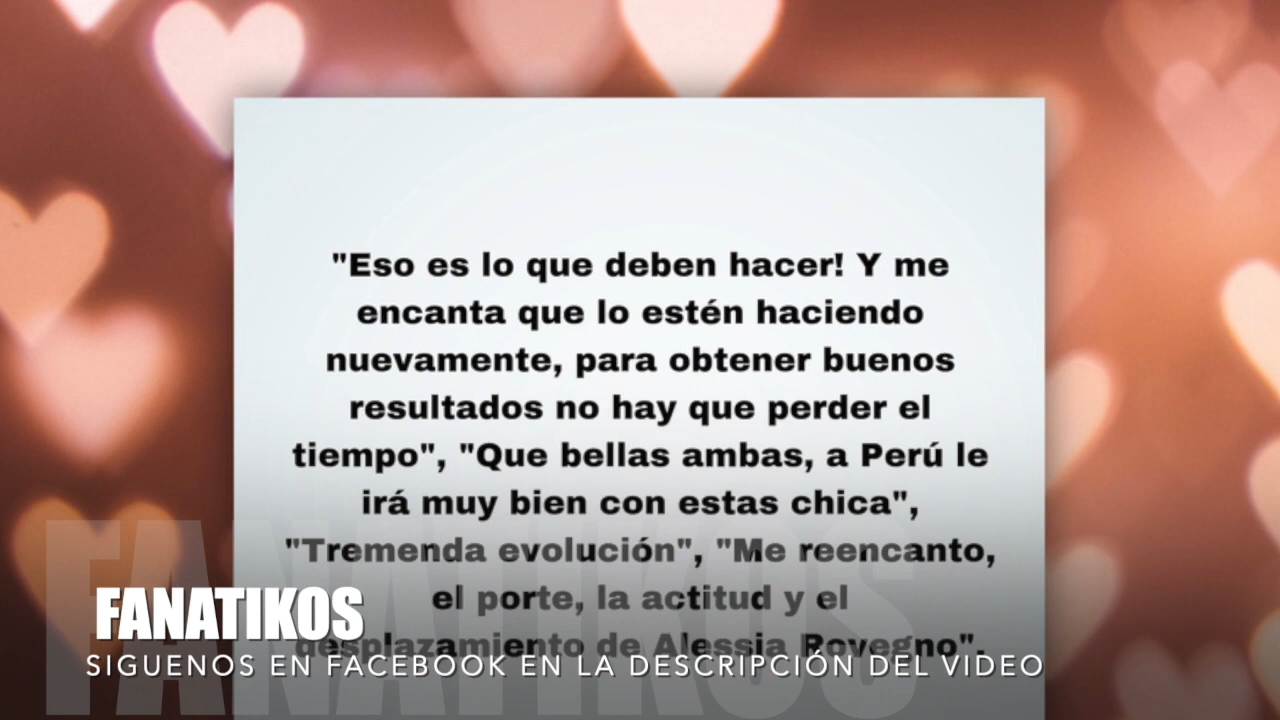 "Eso es lo que deben hacer! Y me
encanta que lo estén haciendo
nuevamente, para obtener buenos
resultados no hay que perder el
tiempo", "Que bellas ambas, a Perú le
irá muy bien con estas chica",
"Tremenda evolución", "Me reencanto,
el porte, la actitud y el
desplazamiento de Alessia Rovegno".
FANATIKOS
FANATIKOS
SIGUENOS EN FACEBOOK EN LA DESCRIPCIÓN DEL VIDEO